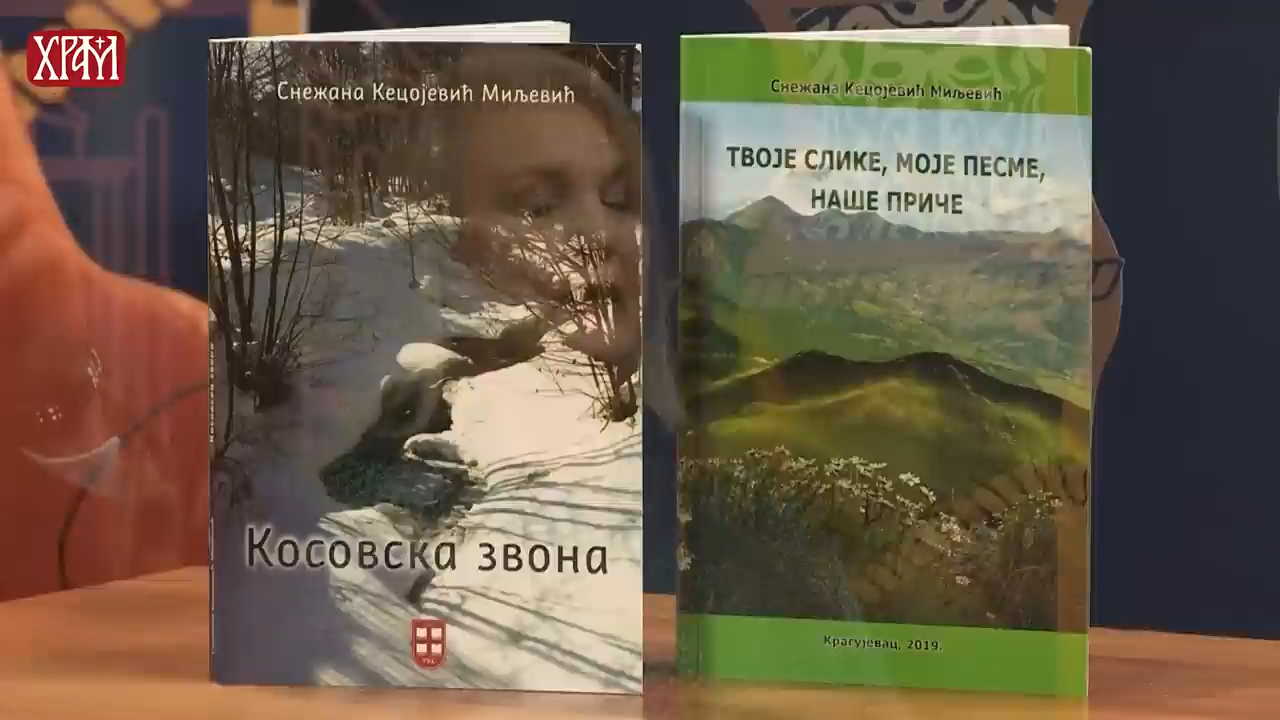 ХРАМ
Снежана Кецојевић Миљевић
Косовска звона
Снежана Кецојевић Миљевић
ТВОЈЕ СЛИКЕ, МОЈЕ ПЕСМЕ,
НАШЕ ПРИЧЕ
Крагујевац, 2019.